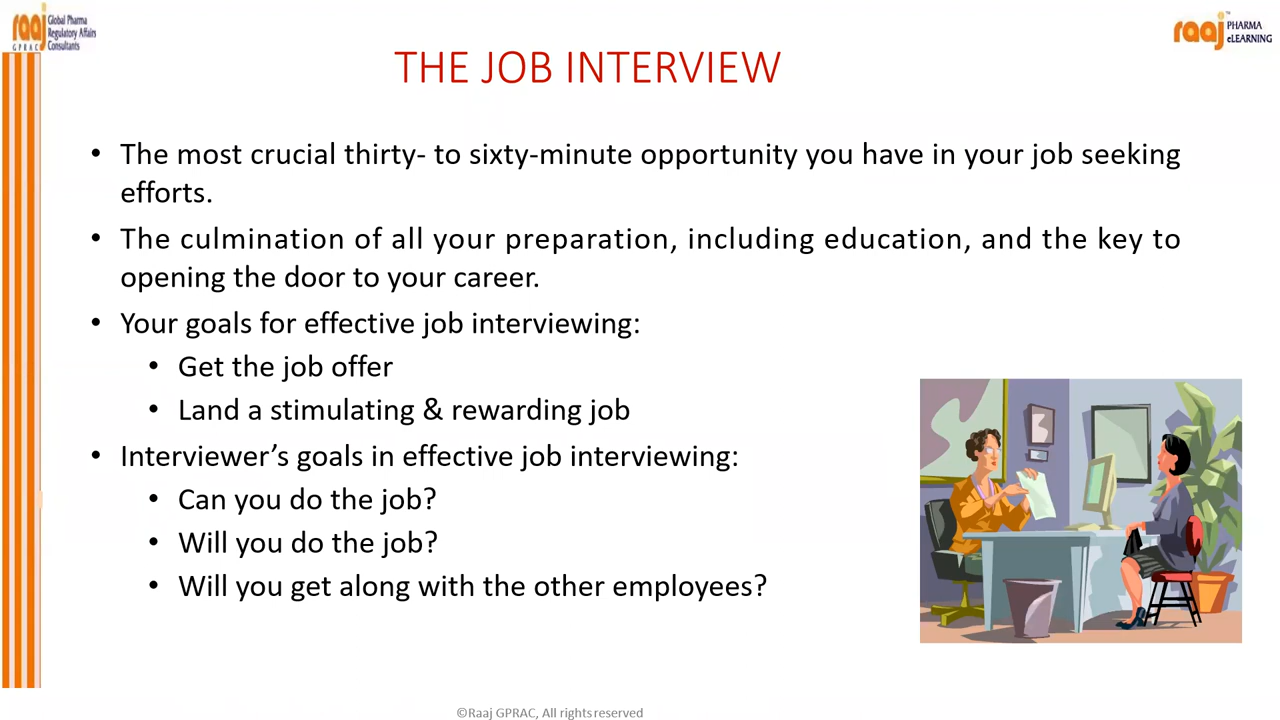 raaj Global Pharma
Regulatory Affairs
GPRAC Consultants
raaj PHARMA
eLEARNING
THE JOB INTERVIEW
• The most crucial thirty- to sixty-minute opportunity you have in your job seeking
efforts.
• The culmination of all your preparation, including education, and the key to
opening the door to your career.
• Your goals for effective job interviewing:
• Get the job offer
• Land a stimulating & rewarding job
• Interviewer’s goals in effective job interviewing:
• Can you do the job?
• Will you do the job?
• Will you get along with the other employees?
©Raaj GPRAC, All rights reserved